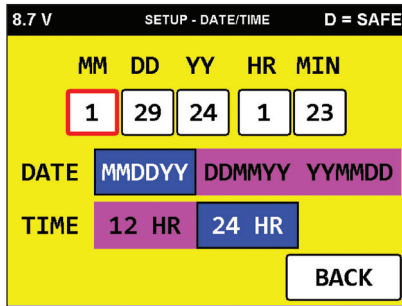 8.7 V SETUP - DATE/TIME D = SAFE
MM DD YY HR MIN
1 29 24 1 23
DATE MMDDYY DDMMYY YYMMDD
TIME 12 HR 24 HR
BACK